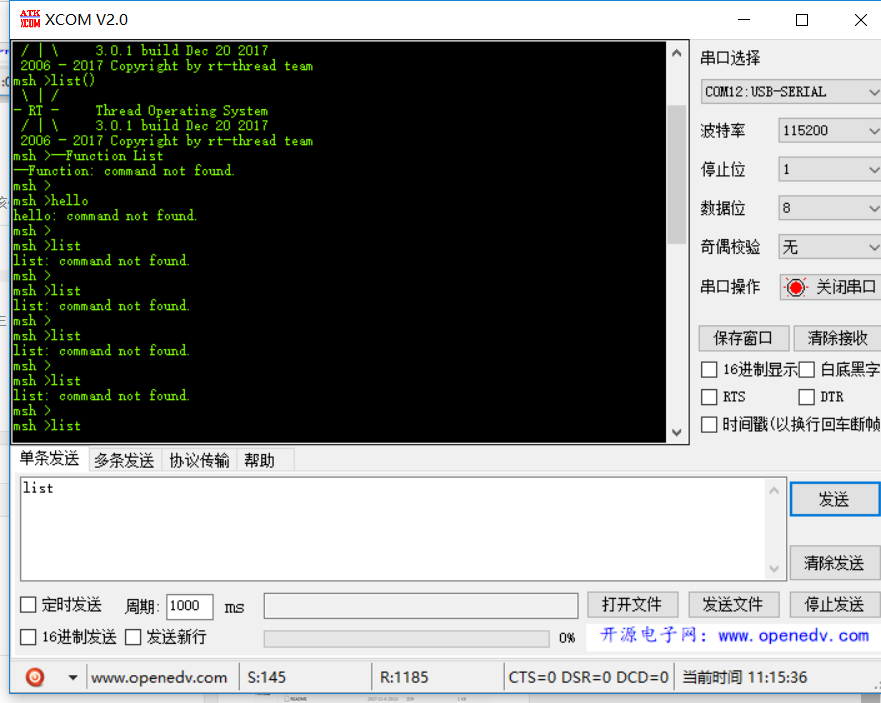 ATK
XCOM XCOM V2.0
/ | \     3.0.1 build Dec 20 2017
2006 - 2017 Copyright by rt-thread team
msh >list()
\ | /
- RT -     Thread Operating System
/ | \     3.0.1 build Dec 20 2017
2006 - 2017 Copyright by rt-thread team
msh >—Function List
—Function: command not found.
msh >
msh >hello
hello: command not found.
msh >
msh >list
list: command not found.
msh >
msh >list
list: command not found.
msh >
msh >list
list: command not found.
msh >
msh >list
list: command not found.
msh >
msh >list
串口选择
COM12:USB-SERIAL
波特率 115200
停止位 1
数据位 8
奇偶校验 无
串口操作 关闭串口
保存窗口 清除接收
16进制显示 白底黑字
RTS DTR
时间戳(以换行回车断帧
单条发送 多条发送 协议传输 帮助
list
发送
清除发送
定时发送 周期: 1000 ms 打开文件 发送文件 停止发送
16进制发送 发送新行 0% 开源电子网：www.openedv.com
www.openedv.com S:145 R:1185 CTS=0 DSR=0 DCD=0 当前时间 11:15:36